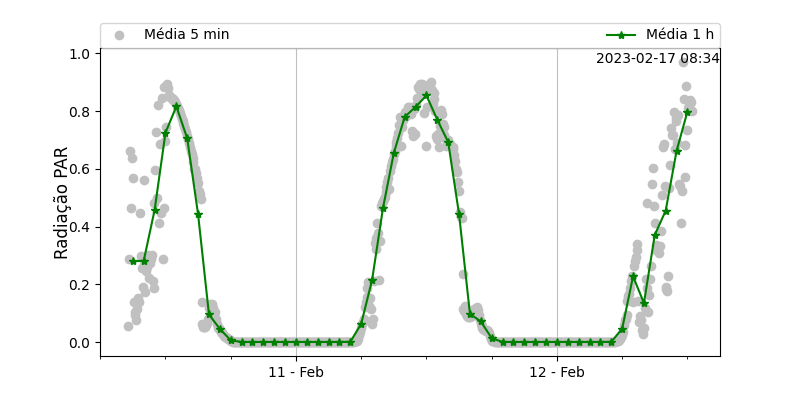 Média 5 min
Média 1 h
2023-02-17 08:34
Radiação PAR
1.0
0.8
0.6
0.4
0.2
0.0
11 - Feb
12 - Feb